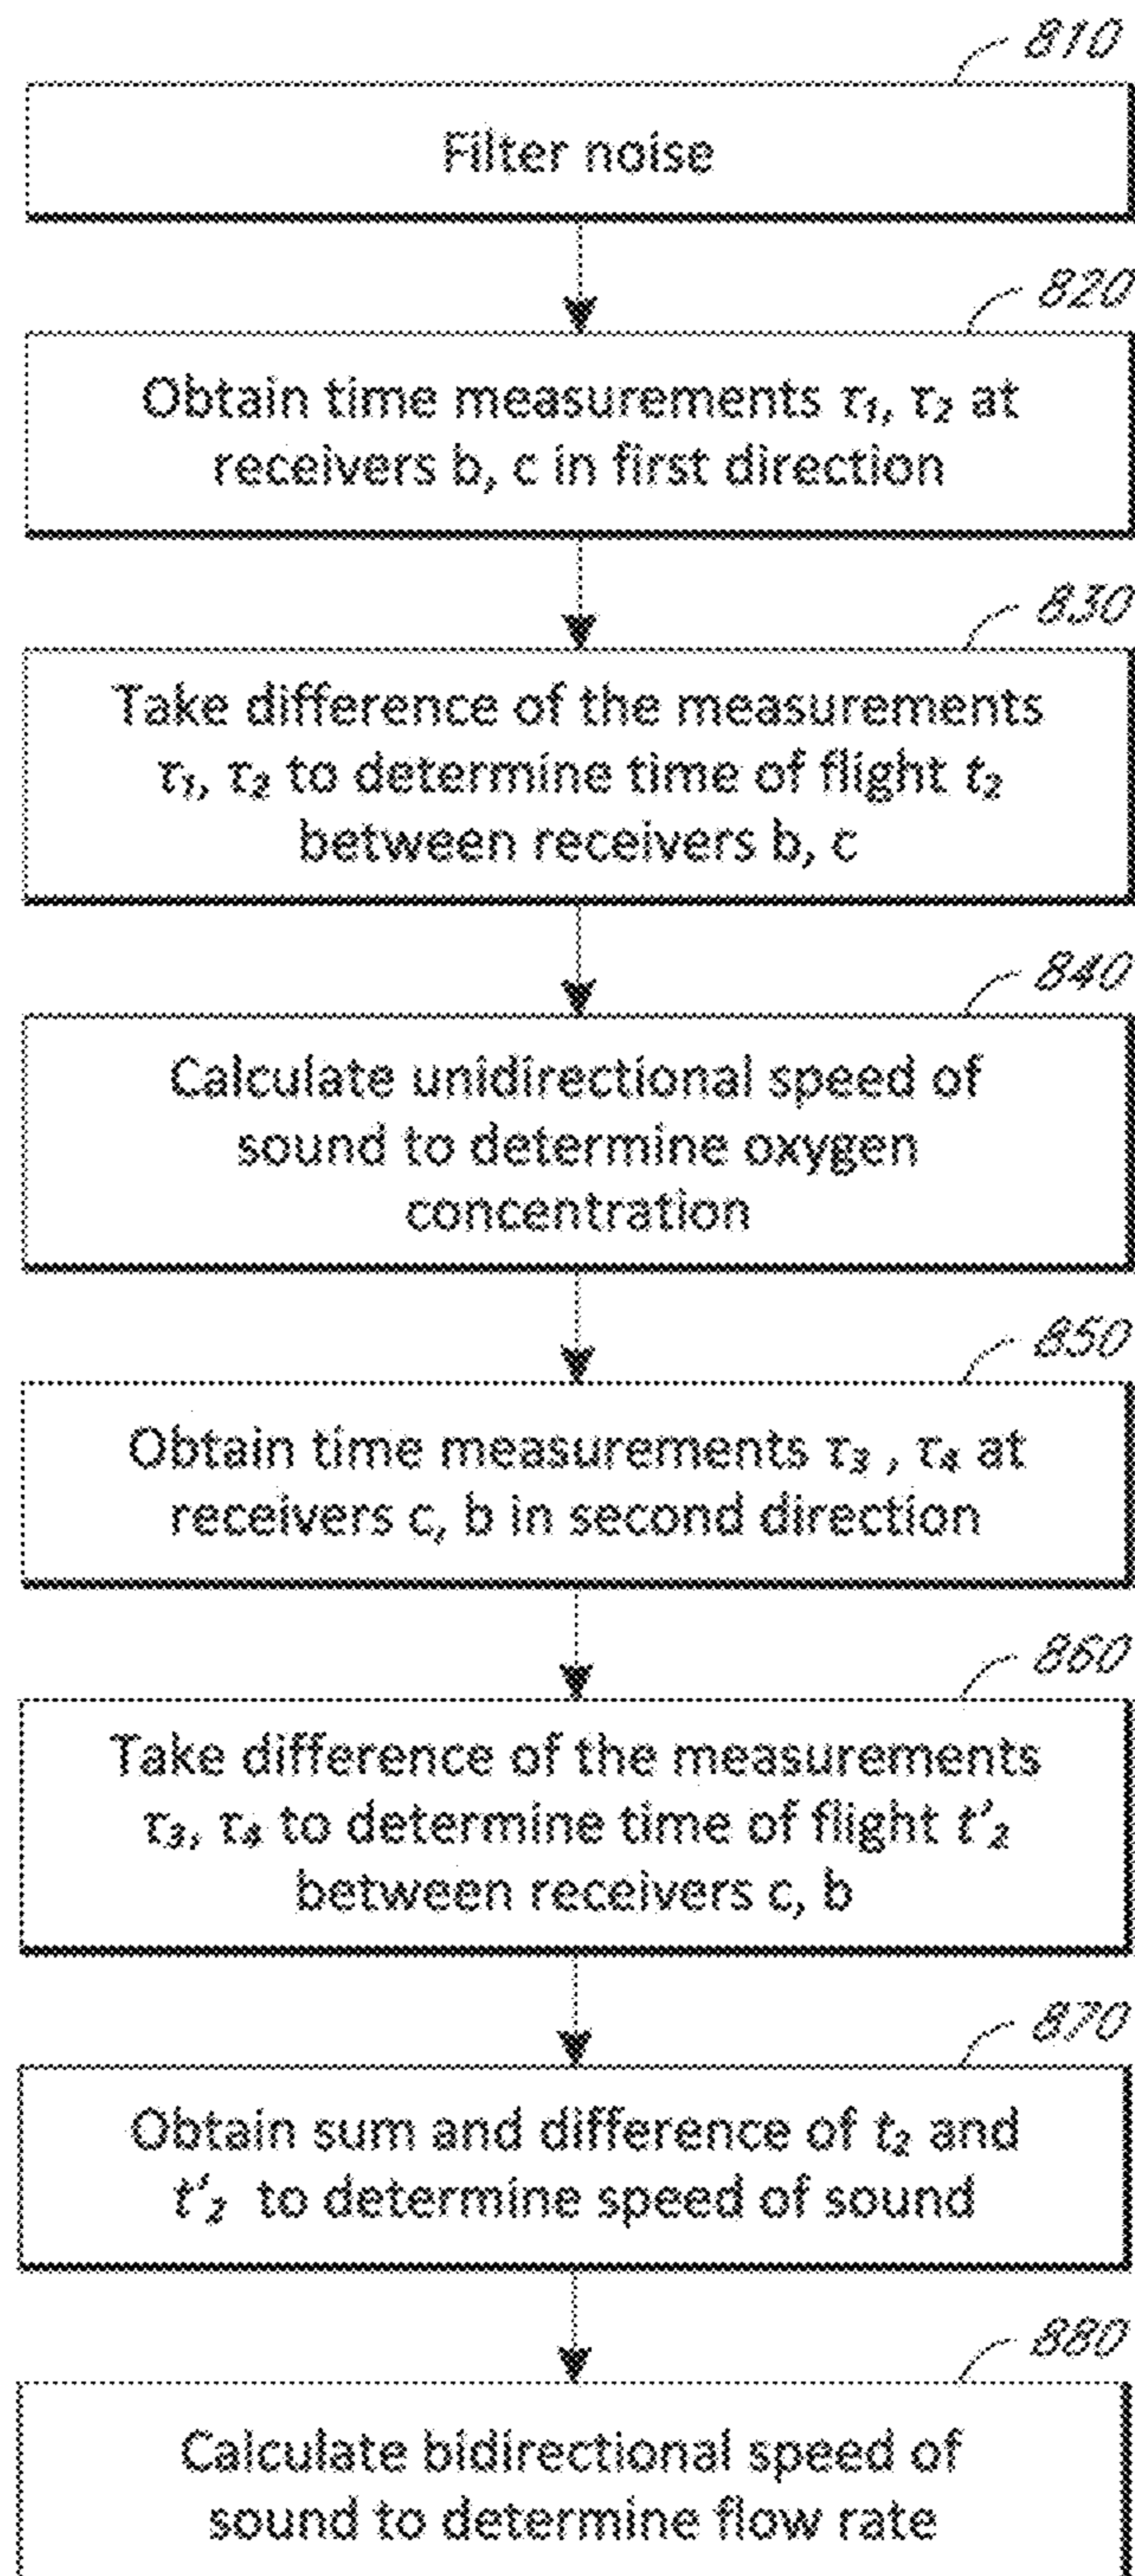 810
Filter noise
820
Obtain time measurements τ₁, τ₂ at
receivers b, c in first direction
830
Take difference of the measurements
τ₁, τ₂ to determine time of flight t₂
between receivers b, c
840
Calculate unidirectional speed of
sound to determine oxygen
concentration
850
Obtain time measurements τ₃ , τ₄ at
receivers c, b in second direction
860
Take difference of the measurements
τ₃, τ₄ to determine time of flight t'₂
between receivers c, b
870
Obtain sum and difference of t₂ and
t'₂ to determine speed of sound
880
Calculate bidirectional speed of
sound to determine flow rate